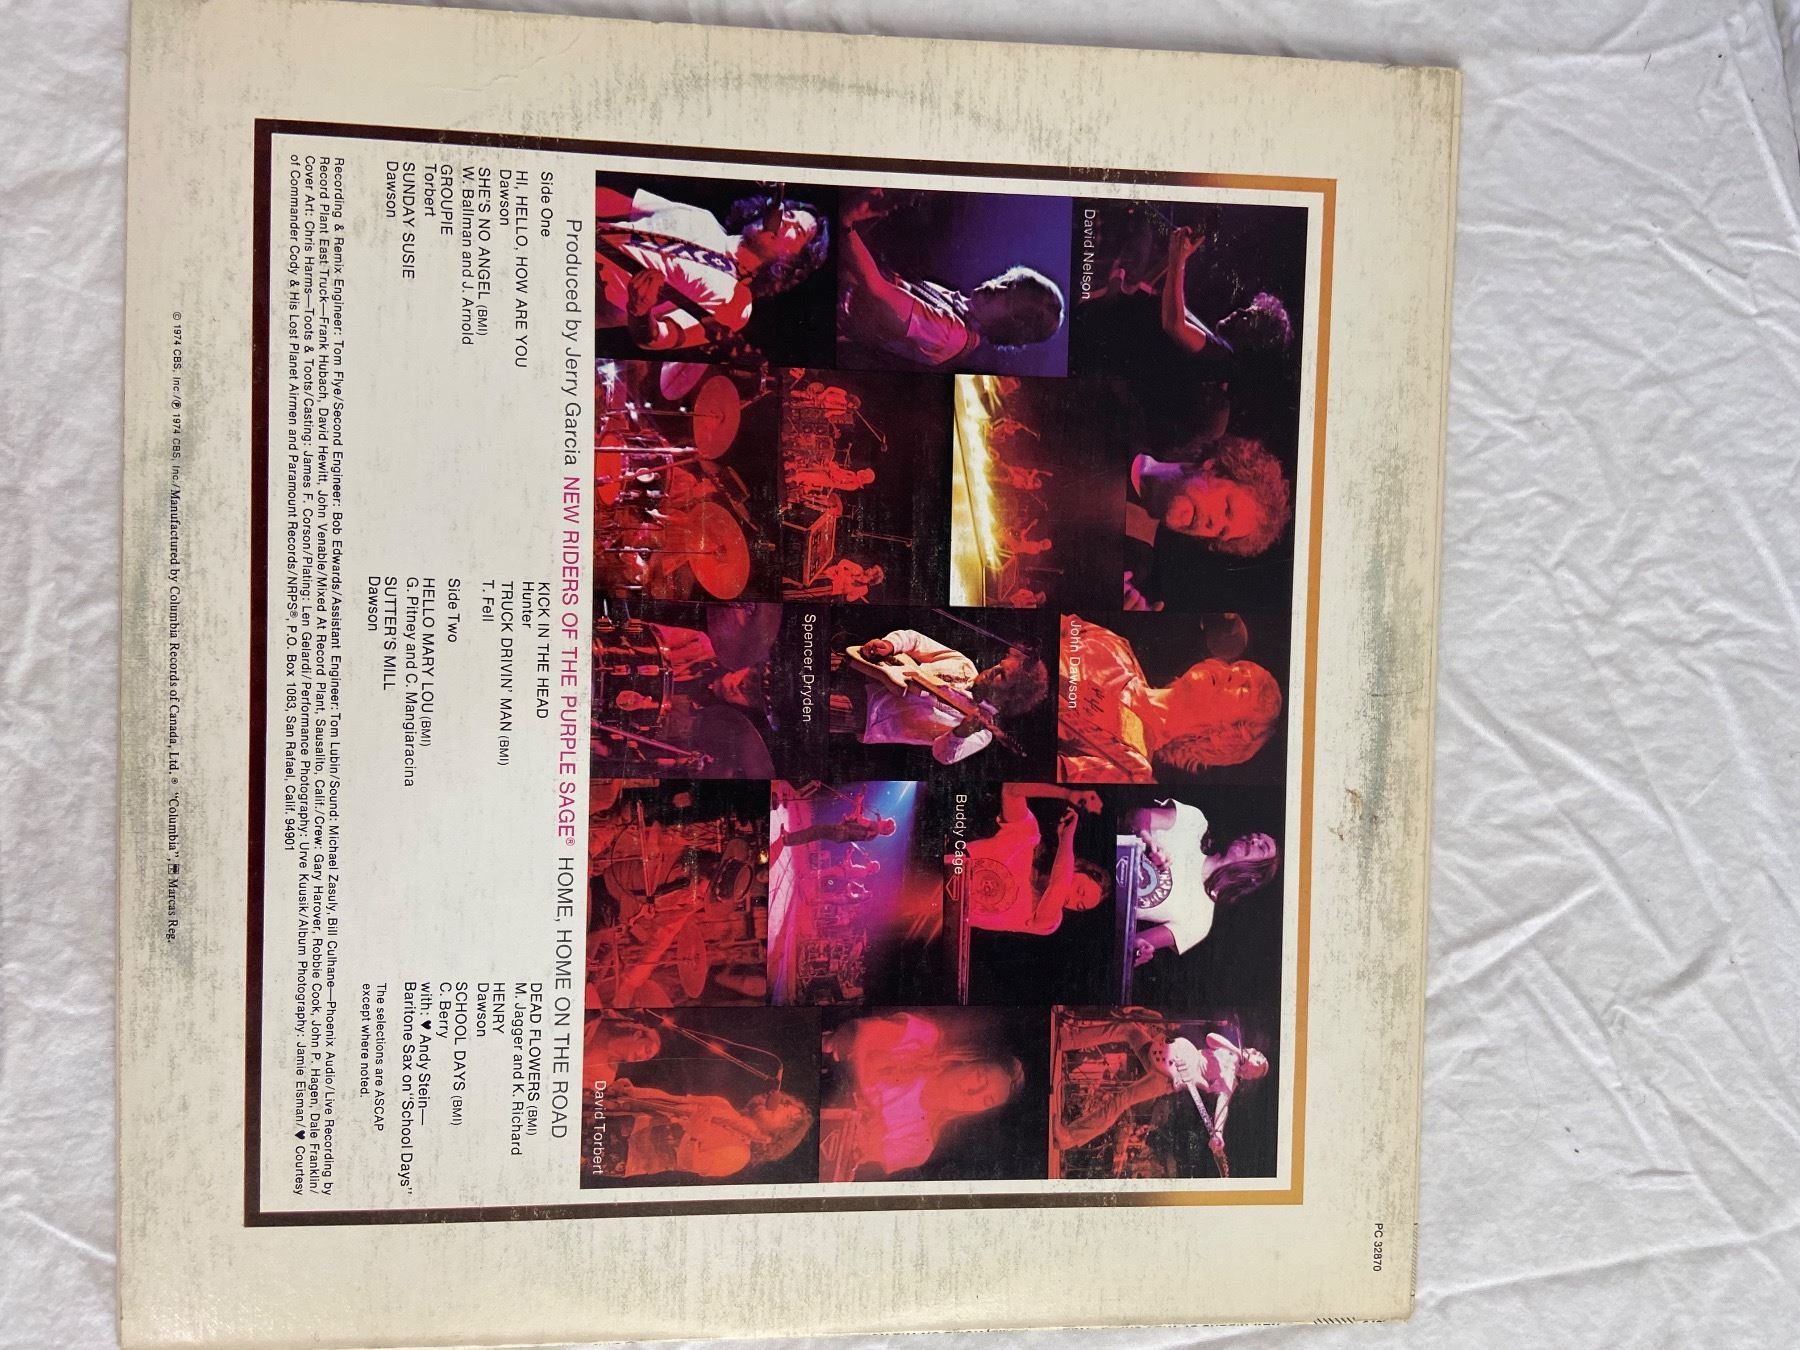 PC 32870
David Nelson
John Dawson
Spencer Dryden
Buddy Cage
David Torbert
Produced by Jerry Garcia NEW RIDERS OF THE PURPLE SAGE® HOME, HOME ON THE ROAD
Side One
HI, HELLO, HOW ARE YOU
Dawson
SHE'S NO ANGEL (BMI)
W. Ballman and J. Arnold
GROUPIE
Torbert
SUNDAY SUSIE
Dawson
KICK IN THE HEAD
Hunter
TRUCK DRIVIN' MAN (BMI)
T. Fell
Side Two
HELLO MARY LOU (BMI)
G. Pitney and C. Mangiaracina
SUTTER'S MILL
Dawson
DEAD FLOWERS (BMI)
M. Jagger and K. Richard
HENRY
Dawson
SCHOOL DAYS (BMI)
C. Berry
with: ♥ Andy Stein—
Baritone Sax on "School Days"
The selections are ASCAP
except where noted.
Recording & Remix Engineer: Tom Flye/Second Engineer: Bob Edwards/Assistant Engineer: Tom Lubin/Sound: Michael Zasuly, Bill Culhane—Phoenix Audio/Live Recording by
Record Plant East Truck—Frank Hubach, David Hewitt, John Venable/Mixed At Record Plant, Sausalito, Calif./Crew: Gary Harover, Robbie Cook, John P. Hagen, Dale Franklin/
Cover Art: Chris Harms—Toots & Toots/Casting: James F. Corson/Plating: Len Gelardi/Performance Photography: Urve Kuusik/Album Photography: Jamie Eisman/♥ Courtesy
of Commander Cody & His Lost Planet Airmen and Paramount Records/NRPS®, P.O. Box 1083, San Rafael, Calif. 94901
© 1974 CBS, Inc./℗ 1974 CBS, Inc./Manufactured by Columbia Records of Canada, Ltd.® "Columbia", Marcas Reg.